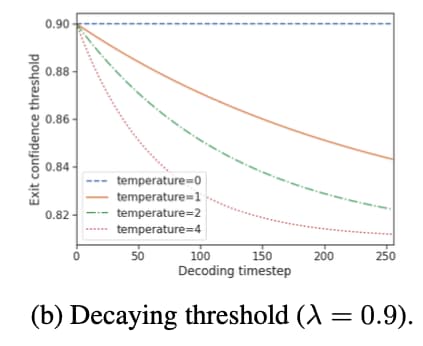 0.90
0.88
0.86
0.84
0.82
Exit confidence threshold
temperature=0
temperature=1
temperature=2
temperature=4
0 50 100 150 200 250
Decoding timestep
(b) Decaying threshold (λ = 0.9).